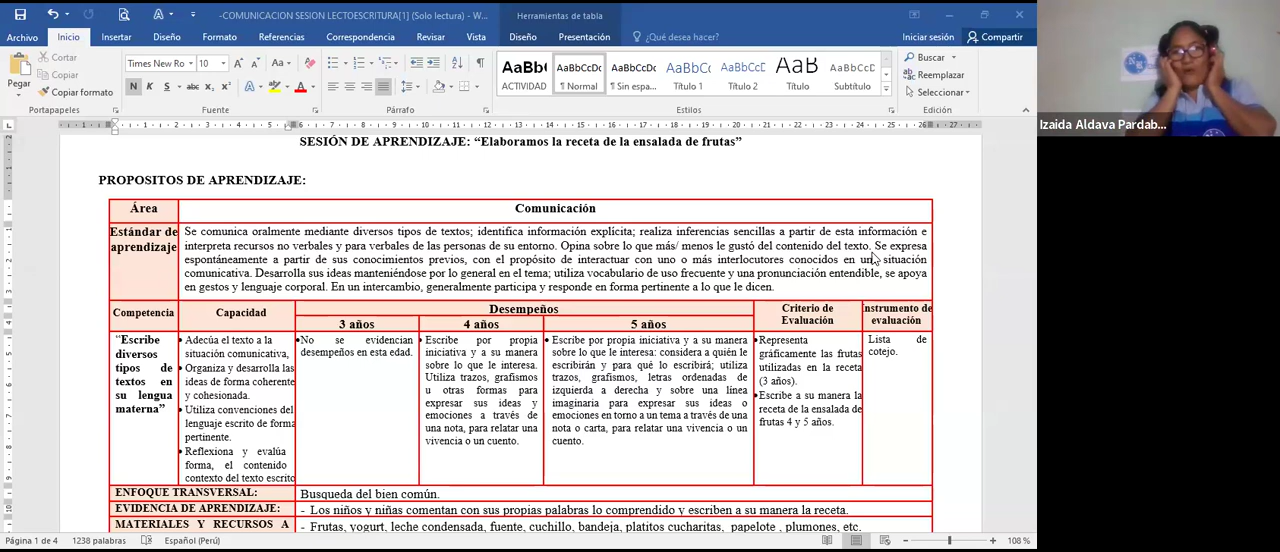 -COMUNICACION SESION LECTOESCRITURA[1] (Solo lectura) - W...
Herramientas de tabla
Archivo Inicio Insertar Diseño Formato Referencias Correspondencia Revisar Vista Diseño Presentación ¿Qué desea hacer? Iniciar sesión Compartir
Pegar
Cortar
Copiar
Copiar formato
Portapapeles
Times New Ro 10
N K S abc x₂ x²
Fuente
Párrafo
AaBbC AaBbCcDc AaBbCcDc AaBbCc AaBbCcD AaB AaBbCcD
ACTIVIDAD ¶ Normal ¶ Sin espa... Título 1 Título 2 Título Subtítulo
Estilos
Buscar
Reemplazar
Seleccionar
Edición
Izaida Aldava Pardab...
SESIÓN DE APRENDIZAJE: “Elaboramos la receta de la ensalada de frutas”
PROPOSITOS DE APRENDIZAJE:
Área
Comunicación
Estándar de
aprendizaje
Se comunica oralmente mediante diversos tipos de textos; identifica información explícita; realiza inferencias sencillas a partir de esta información e
interpreta recursos no verbales y para verbales de las personas de su entorno. Opina sobre lo que más/ menos le gustó del contenido del texto. Se expresa
espontáneamente a partir de sus conocimientos previos, con el propósito de interactuar con uno o más interlocutores conocidos en una situación
comunicativa. Desarrolla sus ideas manteniéndose por lo general en el tema; utiliza vocabulario de uso frecuente y una pronunciación entendible, se apoya
en gestos y lenguaje corporal. En un intercambio, generalmente participa y responde en forma pertinente a lo que le dicen.
Competencia
Capacidad
Desempeños
3 años
4 años
5 años
Criterio de
Evaluación
Instrumento de
evaluación
“Escribe
diversos
tipos de
textos en
su lengua
materna”
• Adecúa el texto a la
situación comunicativa,
• Organiza y desarrolla las
ideas de forma coherente
y cohesionada.
• Utiliza convenciones del
lenguaje escrito de forma
pertinente.
• Reflexiona y evalúa
forma, el contenido
contexto del texto escrito
• No se evidencian
desempeños en esta edad.
• Escribe por propia
iniciativa y a su manera
sobre lo que le interesa.
Utiliza trazos, grafismos
u otras formas para
expresar sus ideas y
emociones a través de
una nota, para relatar una
vivencia o un cuento.
• Escribe por propia iniciativa y a su manera
sobre lo que le interesa: considera a quién le
escribirán y para qué lo escribirá; utiliza
trazos, grafismos, letras ordenadas de
izquierda a derecha y sobre una línea
imaginaria para expresar sus ideas o
emociones en torno a un tema a través de una
nota o carta, para relatar una vivencia o un
cuento.
• Representa
gráficamente las frutas
utilizadas en la receta
(3 años).
• Escribe a su manera la
receta de la ensalada de
frutas 4 y 5 años.
Lista de
cotejo.
ENFOQUE TRANSVERSAL:
Busqueda del bien común.
EVIDENCIA DE APRENDIZAJE:
- Los niños y niñas comentan con sus propias palabras lo comprendido y escriben a su manera la receta.
MATERIALES Y RECURSOS A
- Frutas, yogurt, leche condensada, fuente, cuchillo, bandeja, platitos cucharitas, papelote , plumones, etc.
Página 1 de 4 1238 palabras Español (Perú) 108 %